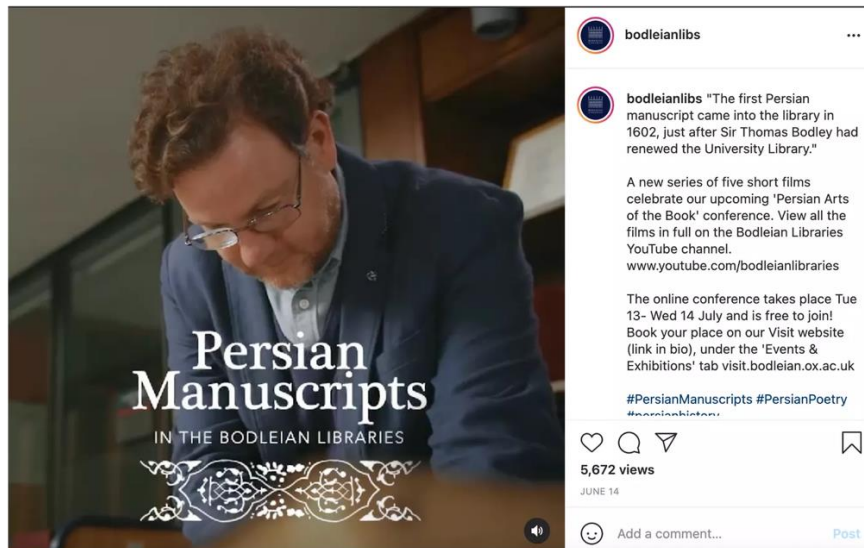 Persian
Manuscripts
IN THE BODLEIAN LIBRARIES
bodleianlibs
bodleianlibs "The first Persian
manuscript came into the library in
1602, just after Sir Thomas Bodley had
renewed the University Library."
A new series of five short films
celebrate our upcoming 'Persian Arts
of the Book' conference. View all the
films in full on the Bodleian Libraries
YouTube channel.
www.youtube.com/bodleianlibraries
The online conference takes place Tue
13- Wed 14 July and is free to join!
Book your place on our Visit website
(link in bio), under the 'Events &
Exhibitions' tab visit.bodleian.ox.ac.uk
#PersianManuscripts #PersianPoetry
#persianhistory
5,672 views
JUNE 14
Add a comment... Post